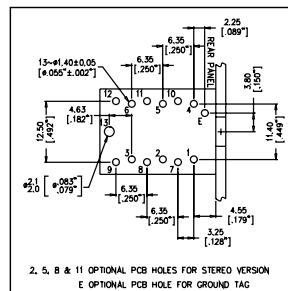 2.25
[.089"]
6.35
[.250"]
6.35
[.250"]
REAR PANEL
3.80
[.150"]
13~ø1.40±0.05
[ø.055"±.002"]
12 11 10
6 5 4
4.63
[.182"]
E
12.50
[.492"]
11.40
[.449"]
13
ø2.1
2.0
ø.083"
.079"
3 2 1
9 8 7
6.35
[.250"]
6.35
[.250"]
4.55
[.179"]
3.25
[.128"]
2, 5, 8 & 11 OPTIONAL PCB HOLES FOR STEREO VERSION
E OPTIONAL PCB HOLE FOR GROUND TAG